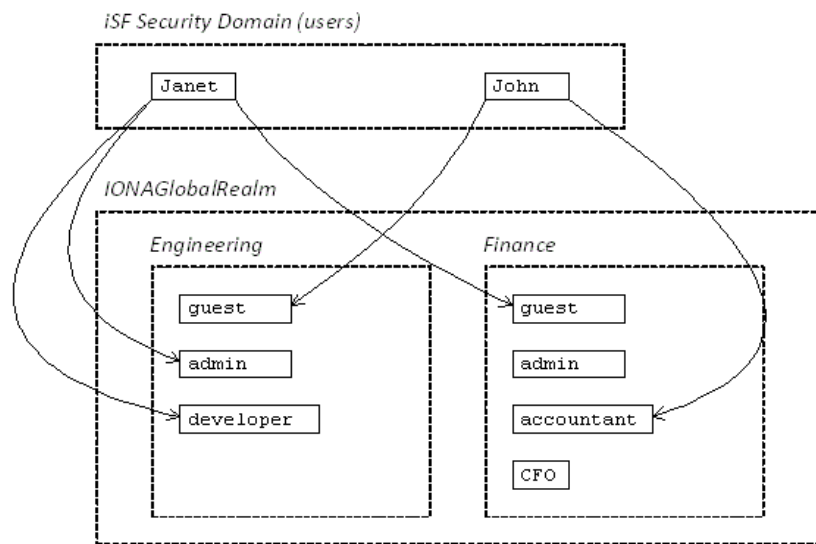 iSF Security Domain (users)
Janet
John
IONAGlobalRealm
Engineering
Finance
guest
guest
admin
admin
developer
accountant
CFO